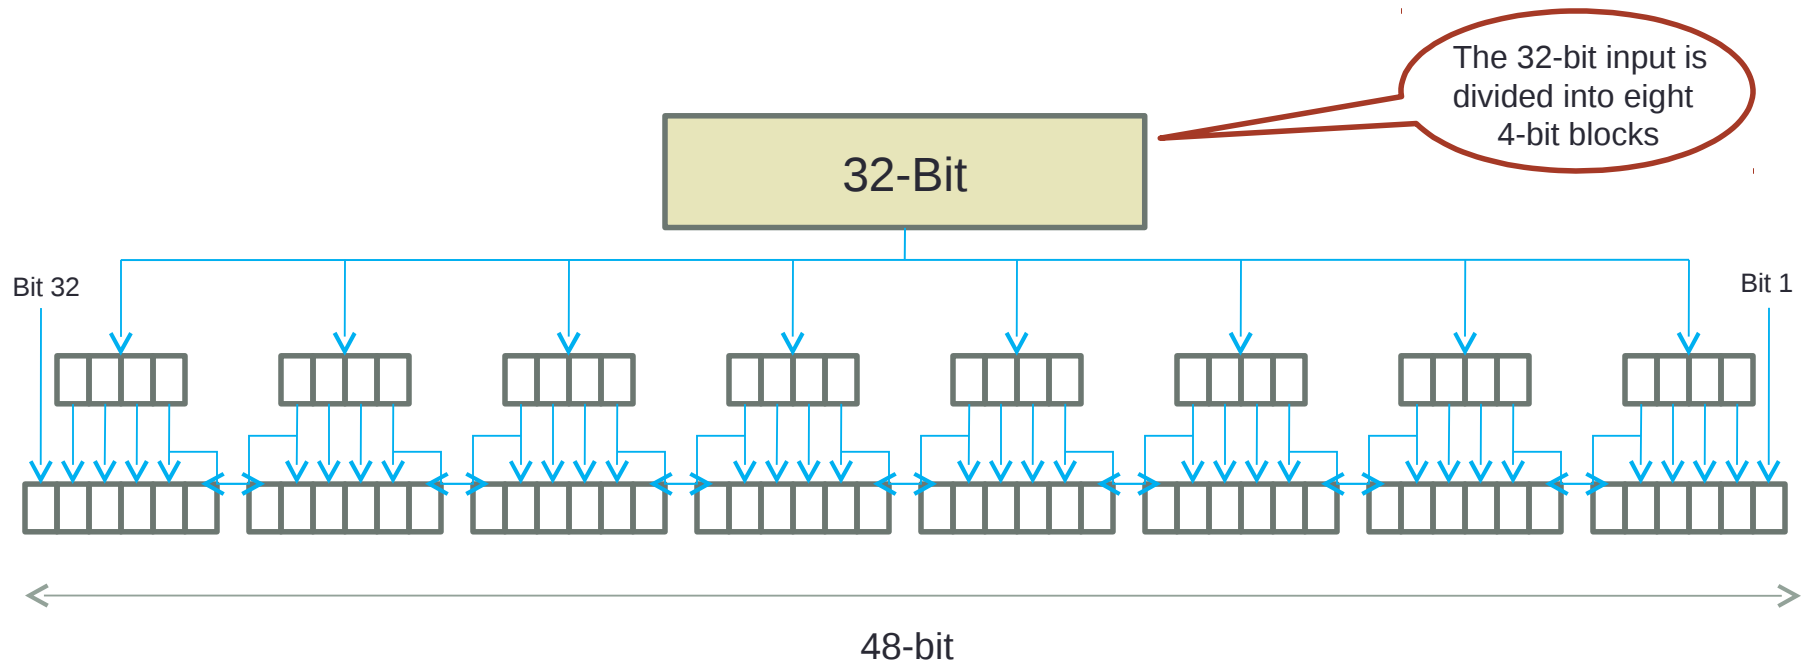 The 32-bit input is
divided into eight
4-bit blocks
32-Bit
Bit 32
Bit 1
48-bit